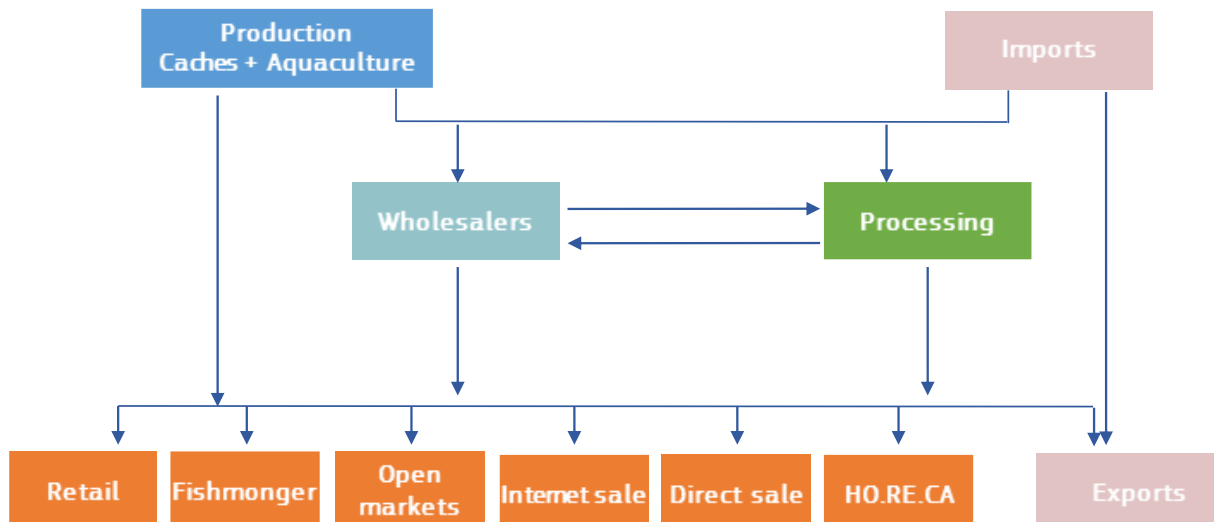 Production
Caches + Aquaculture
Imports
Wholesalers
Processing
Retail
Fishmonger
Open
markets
Internet sale
Direct sale
HO.RE.CA
Exports